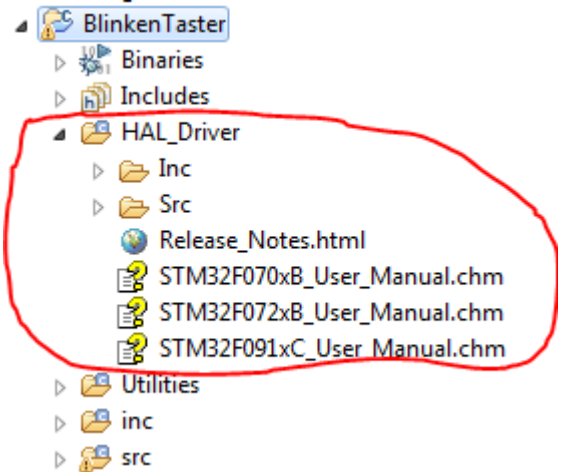 BlinkenTaster
Binaries
Includes
HAL_Driver
Inc
Src
Release_Notes.html
STM32F070xB_User_Manual.chm
STM32F072xB_User_Manual.chm
STM32F091xC_User_Manual.chm
Utilities
inc
src